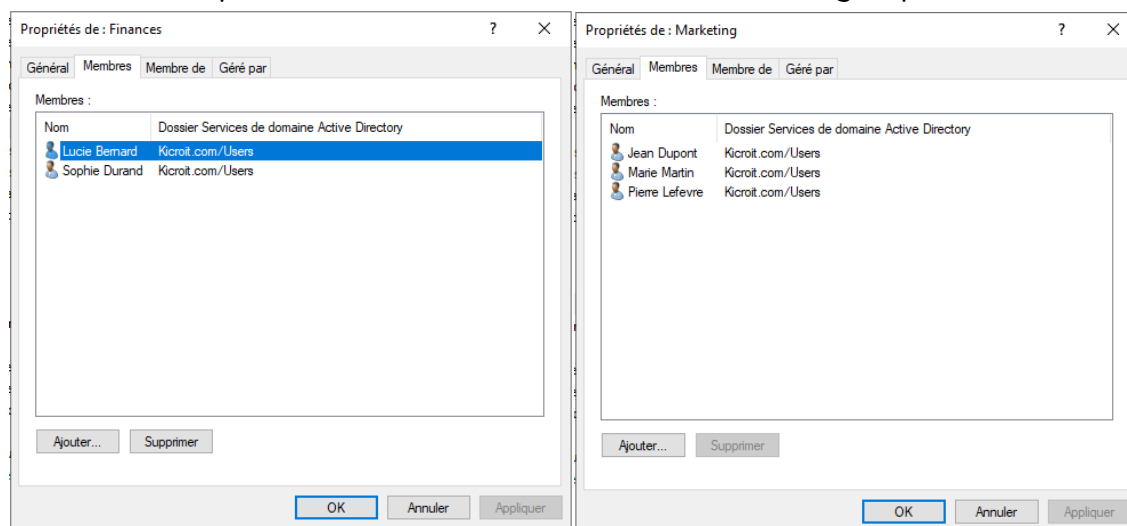 Propriétés de : Finances ? X
Général Membres Membre de Géré par
Membres :
Nom Dossier Services de domaine Active Directory
Lucie Bernard Kicroit.com/Users
Sophie Durand Kicroit.com/Users
Ajouter... Supprimer
OK Annuler Appliquer
Propriétés de : Marketing ? X
Général Membres Membre de Géré par
Membres :
Nom Dossier Services de domaine Active Directory
Jean Dupont Kicroit.com/Users
Marie Martin Kicroit.com/Users
Pierre Lefevre Kicroit.com/Users
Ajouter... Supprimer
OK Annuler Appliquer